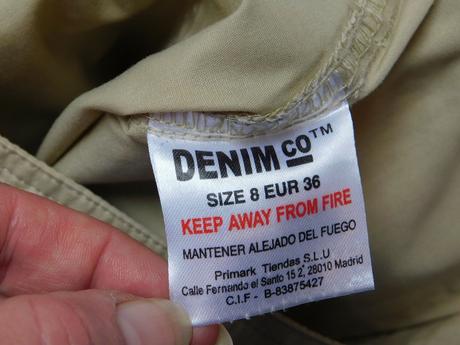 DENIM CO™
SIZE 8 EUR 36
KEEP AWAY FROM FIRE
MANTENER ALEJADO DEL FUEGO
Primark Tiendas S.L.U
Calle Fernando el Santo 15 2, 28010 Madrid
C.I.F - B-83875427